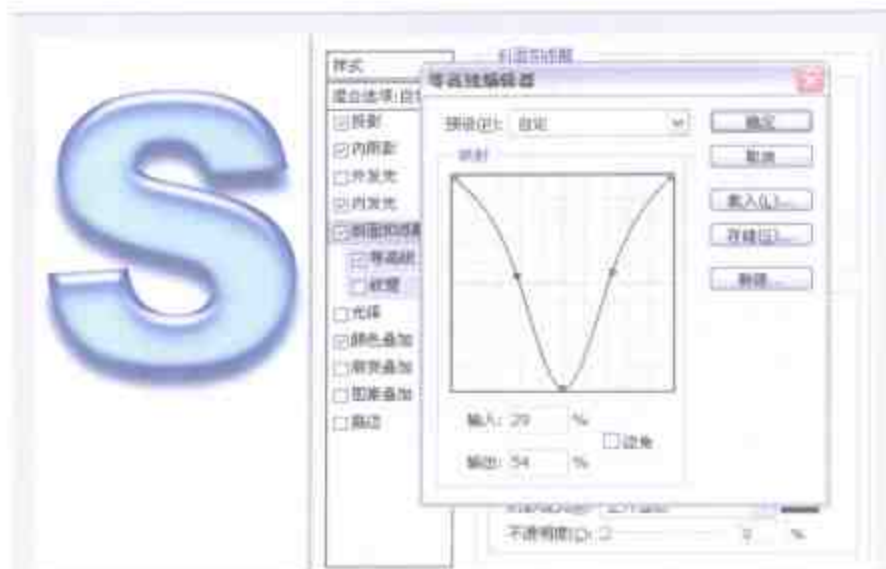 S
样式
混合选项:自
投影
内阴影
外发光
内发光
斜面和浮雕
等高线
纹理
光泽
颜色叠加
渐变叠加
图案叠加
描边
等高线编辑器
预设(P): 自定
映射
输入: 29 %
输出: 54 %
边角
确定
取消
载入(L)...
存储(S)...
新建...
不透明度(C): 0 %